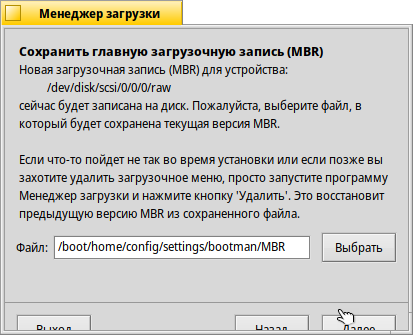 Менеджер загрузки
Сохранить главную загрузочную запись (MBR)
Новая загрузочная запись (MBR) для устройства:
/dev/disk/scsi/0/0/0/raw
сейчас будет записана на диск. Пожалуйста, выберите файл, в
который будет сохранена текущая версия MBR.
Если что-то пойдет не так во время установки или если позже вы
захотите удалить загрузочное меню, просто запустите программу
Менеджер загрузки и нажмите кнопку 'Удалить'. Это восстановит
предыдущую версию MBR из сохраненного файла.
Файл: /boot/home/config/settings/bootman/MBR Выбрать
Выход Назад Далее